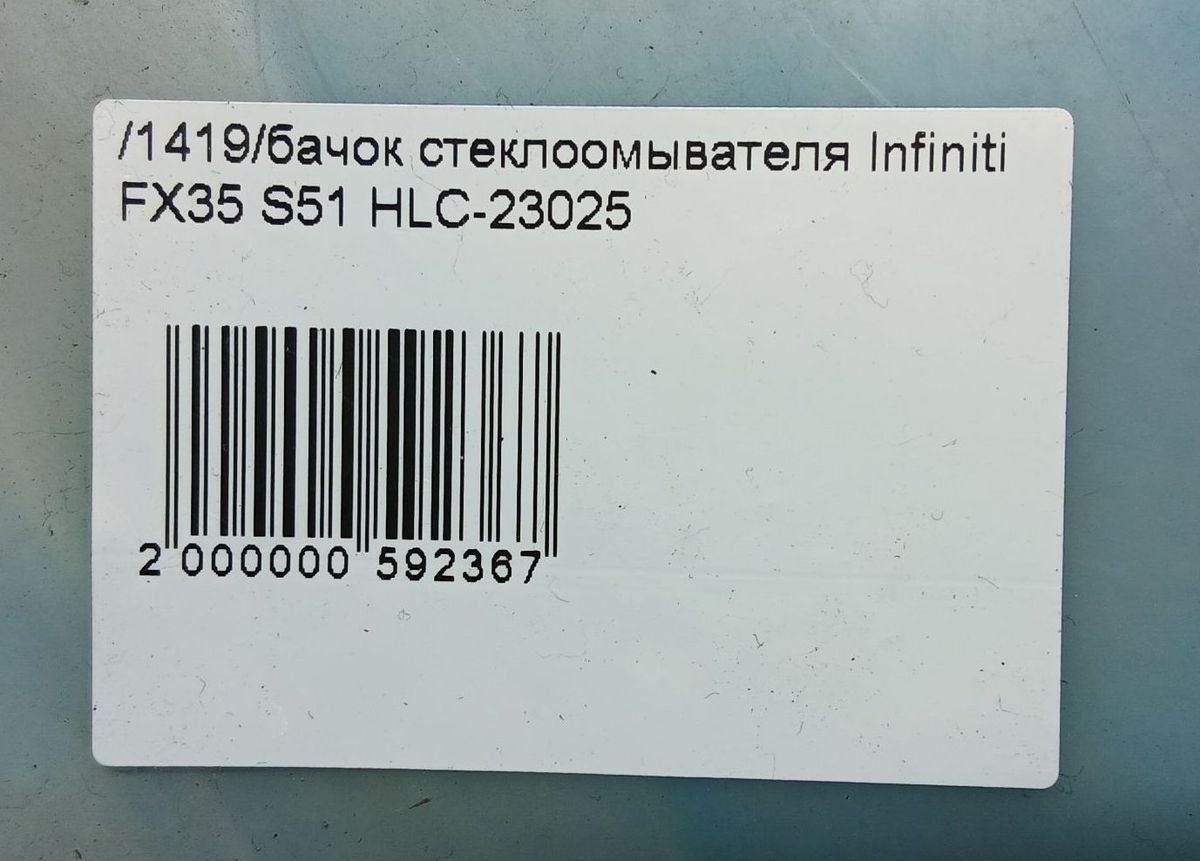 /1419/бачок стеклоомывателя Infiniti
FX35 S51 HLC-23025
2 000000 592367